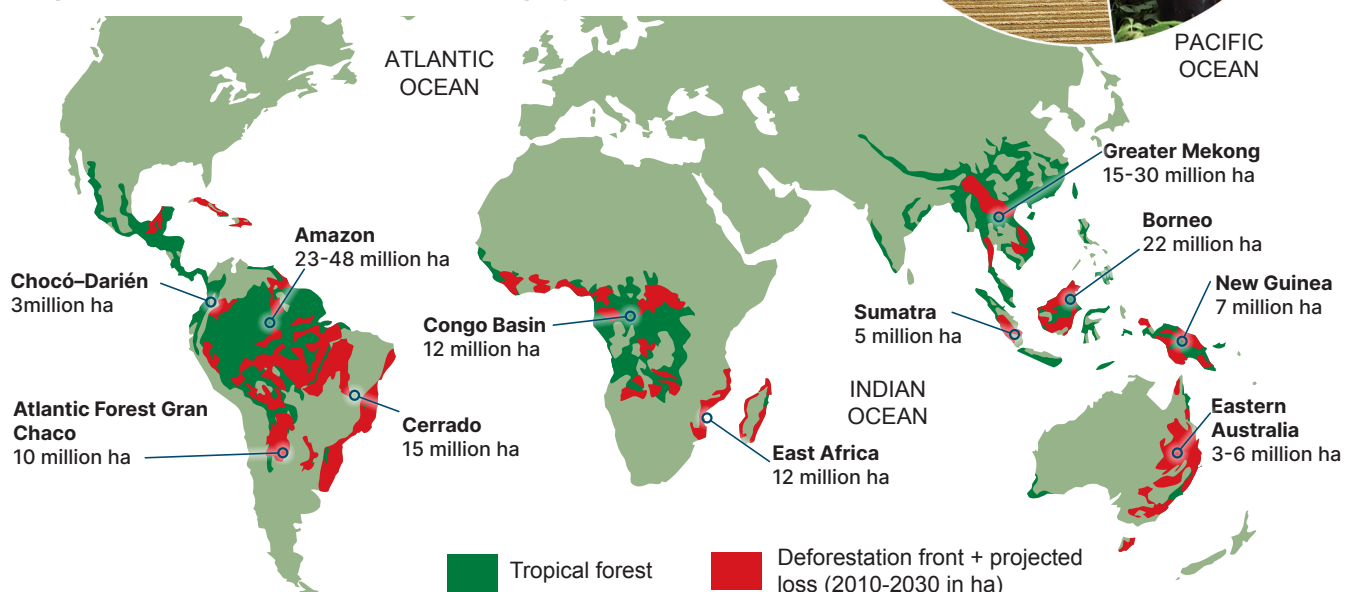 ATLANTIC
OCEAN
PACIFIC
OCEAN
Greater Mekong
15-30 million ha
Borneo
22 million ha
Amazon
23-48 million ha
Chocó–Darién
3million ha
New Guinea
7 million ha
Sumatra
5 million ha
Congo Basin
12 million ha
INDIAN
OCEAN
Atlantic Forest Gran
Chaco
10 million ha
Cerrado
15 million ha
East Africa
12 million ha
Eastern
Australia
3-6 million ha
Tropical forest
Deforestation front + projected
loss (2010-2030 in ha)